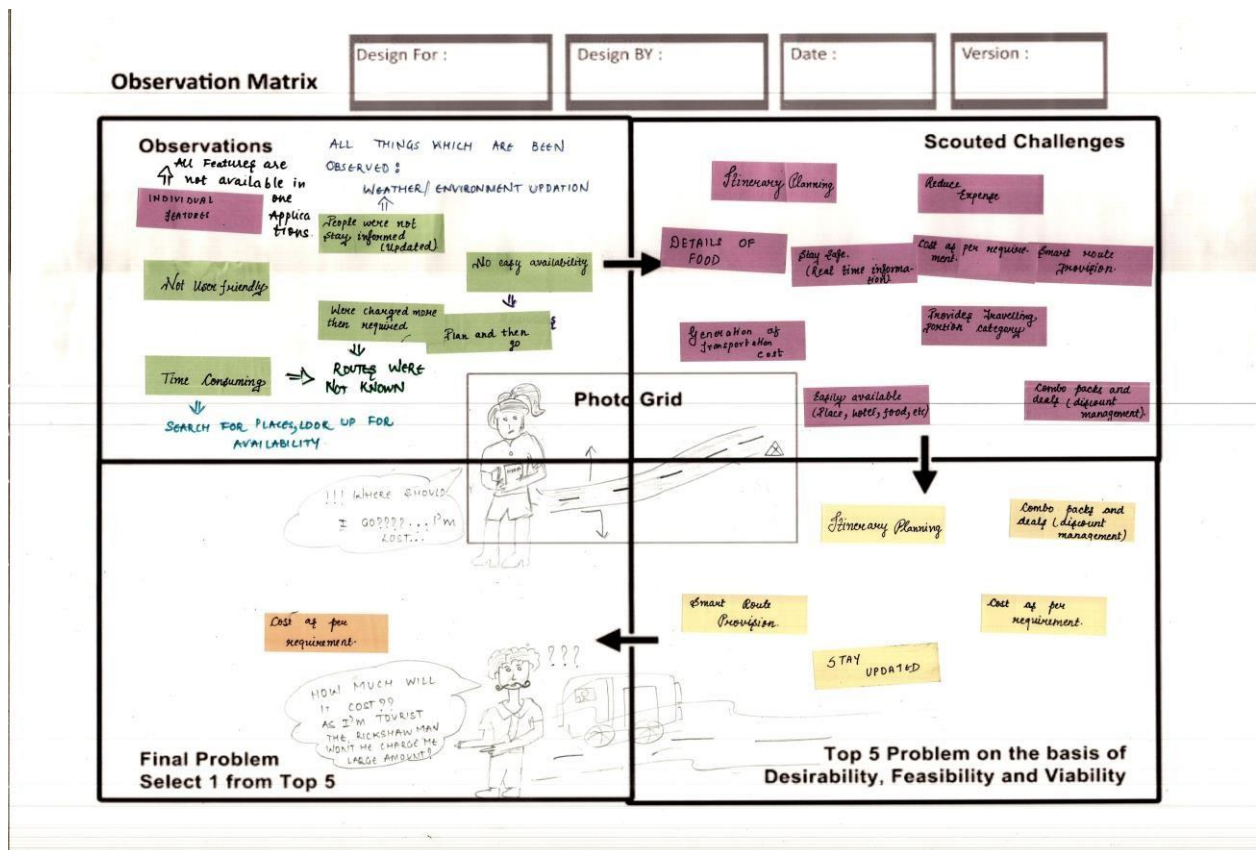 Observation Matrix
Design For :
Design BY :
Date :
Version :
Observations
All Features are
not available in
one
Applica
tions.
INDIVIDUAL
FEATURES
ALL THINGS WHICH ARE BEEN
OBSERVED:
WEATHER/ENVIRONMENT UPDATION
People were not
stay informed
(updated)
No easy availability
Not User friendly
Were charged more
then required
Plan and then
go
Time Consuming
ROUTES WERE
NOT KNOWN
SEARCH FOR PLACES, LOOK UP FOR
AVAILABILITY
Scouted Challenges
Itinerary Planning
Reduce
Expense
DETAILS OF
FOOD
Stay Safe.
(Real time informa-
tion)
Cost as per require-
ment.
Smart route
Provision.
Generation of
transportation
cost
Provides Travelling
portion category
Easily available
(Place, hotel, food, etc)
Combo packs and
deals (discount
management).
Photo Grid
!!! WHERE SHOULD
I GO????... I'M
LOST...
Itinerary Planning
Combo packs and
deals (discount
management)
Smart Route
Provision.
Cost as per
requirement.
STAY
UPDATED
Top 5 Problem on the basis of
Desirability, Feasibility and Viability
Cost as per
requirement.
???
HOW MUCH WILL
IT COST??
AS I'M TOURIST
THE RICKSHAW MAN
WON'T HE CHARGE ME
LARGE AMOUNT?
Final Problem
Select 1 from Top 5